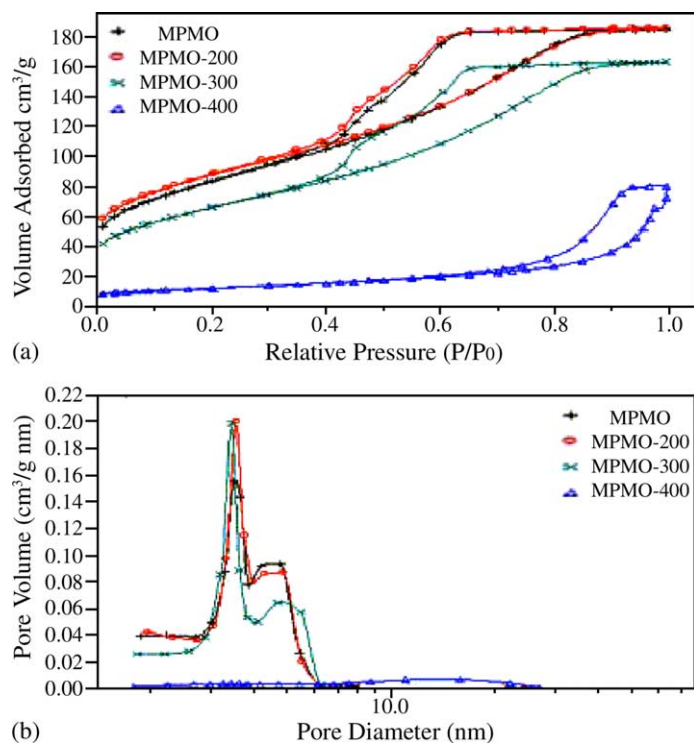 180
160
140
120
100
80
60
40
20
0
Volume Adsorbed cm³/g
MPMO
MPMO-200
MPMO-300
MPMO-400
0.0 0.2 0.4 0.6 0.8 1.0
(a) Relative Pressure (P/P₀)
0.22
0.20
0.18
0.16
0.14
0.12
0.10
0.08
0.06
0.04
0.02
0.00
Pore Volume (cm³/g nm)
MPMO
MPMO-200
MPMO-300
MPMO-400
10.0
(b) Pore Diameter (nm)